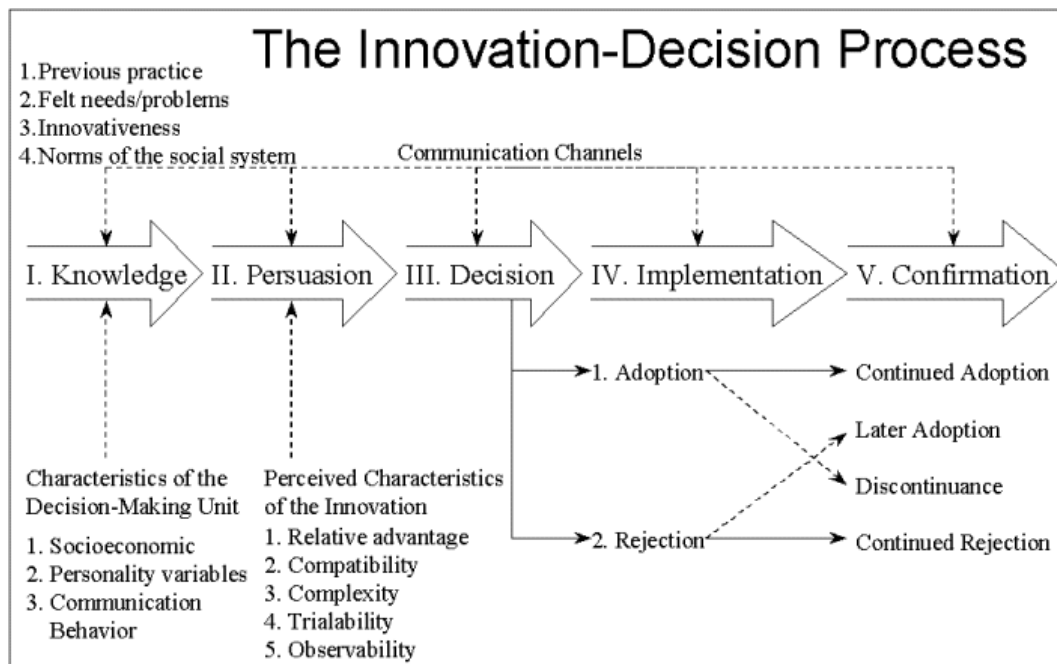 The Innovation-Decision Process
1.Previous practice
2.Felt needs/problems
3.Innovativeness
4.Norms of the social system
Communication Channels
I. Knowledge
II. Persuasion
III. Decision
IV. Implementation
V. Confirmation
1. Adoption
Continued Adoption
Later Adoption
Discontinuance
2. Rejection
Continued Rejection
Characteristics of the
Decision-Making Unit
1. Socioeconomic
2. Personality variables
3. Communication
Behavior
Perceived Characteristics
of the Innovation
1. Relative advantage
2. Compatibility
3. Complexity
4. Trialability
5. Observability